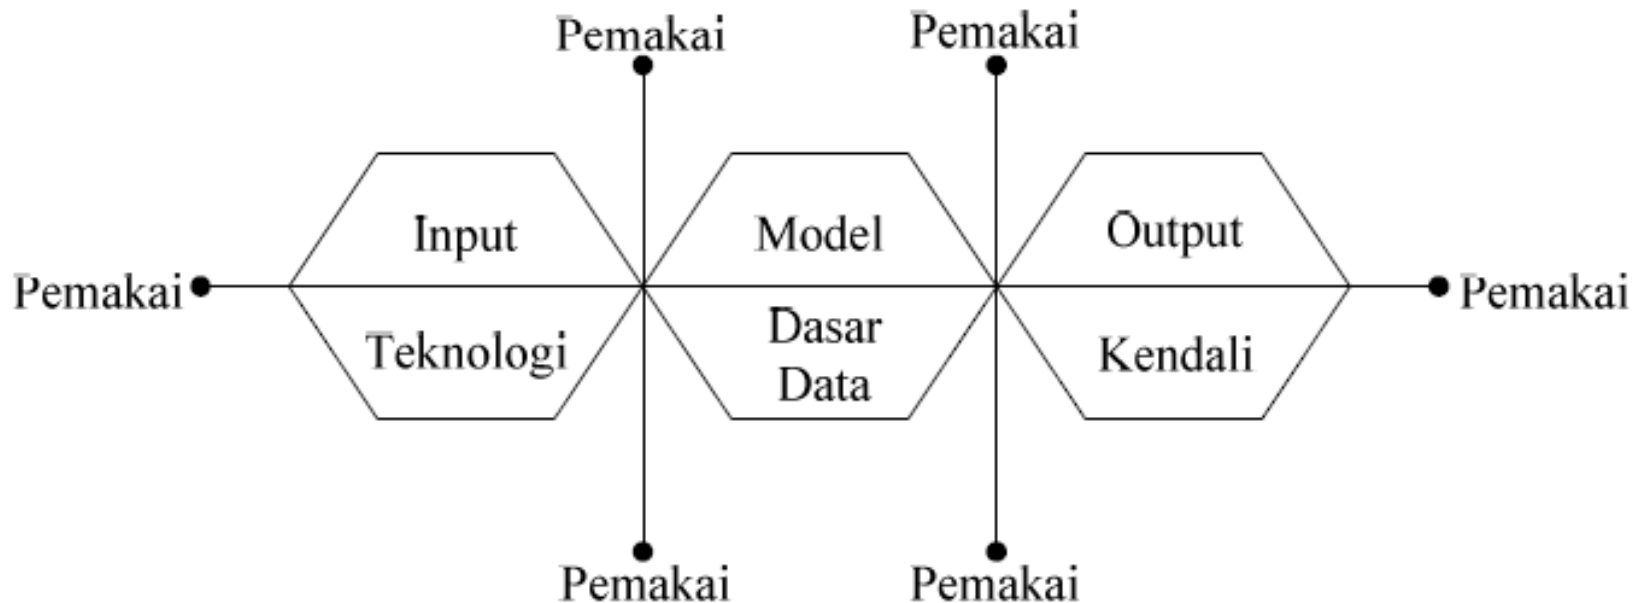 Pemakai
Pemakai
Input
Model
Output
Pemakai
Pemakai
Teknologi
Dasar
Data
Kendali
Pemakai
Pemakai